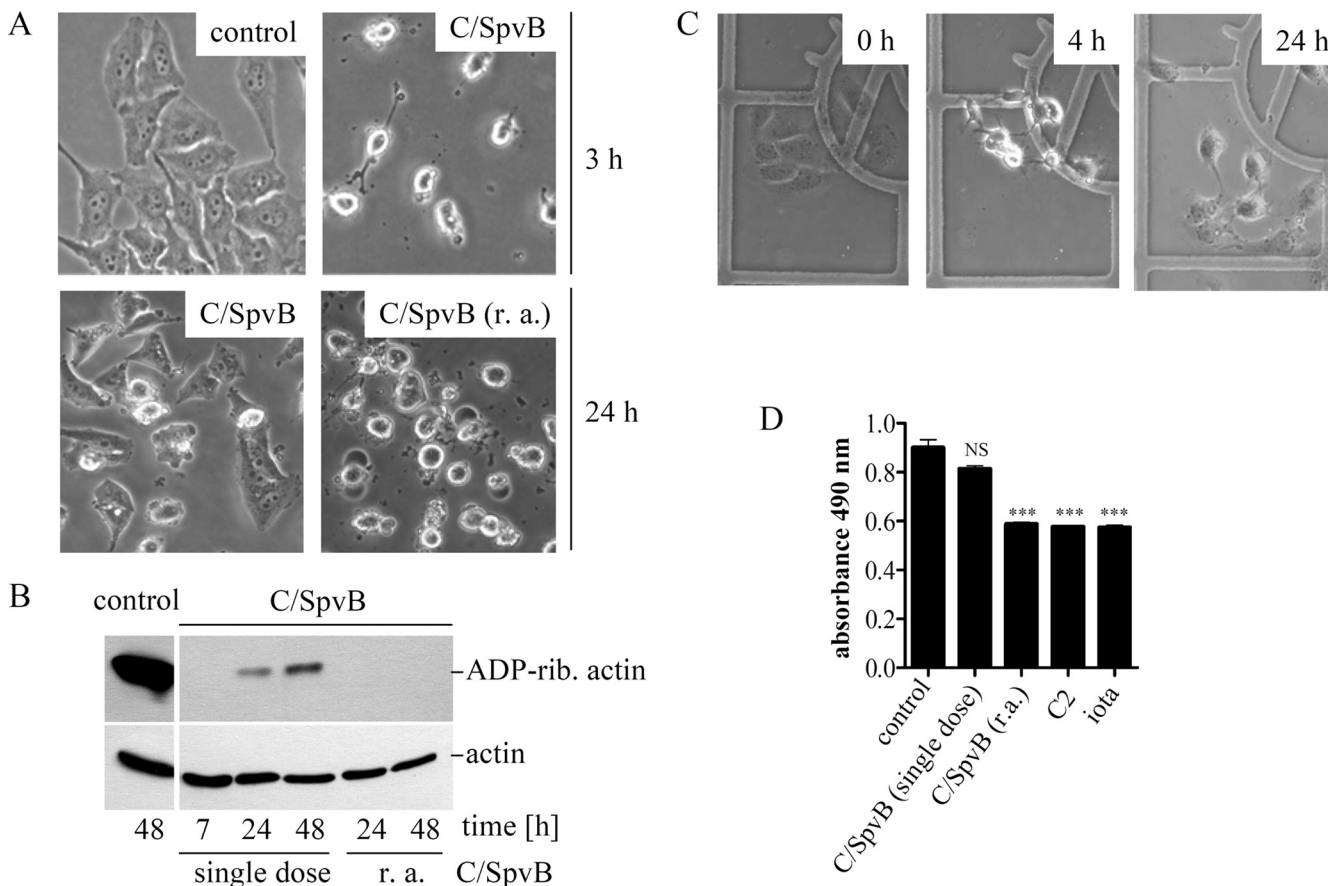 A
control
C/SpvB
3 h
C/SpvB
C/SpvB (r. a.)
24 h
B
control
C/SpvB
ADP-rib. actin
actin
48 7 24 48 24 48 time [h]
single dose r. a. C/SpvB
C
0 h
4 h
24 h
D
absorbance 490 nm
1.0
0.8
0.6
0.4
0.2
0.0
NS
*** *** ***
control
C/SpvB (single dose)
C/SpvB (r.a.)
C2
iota